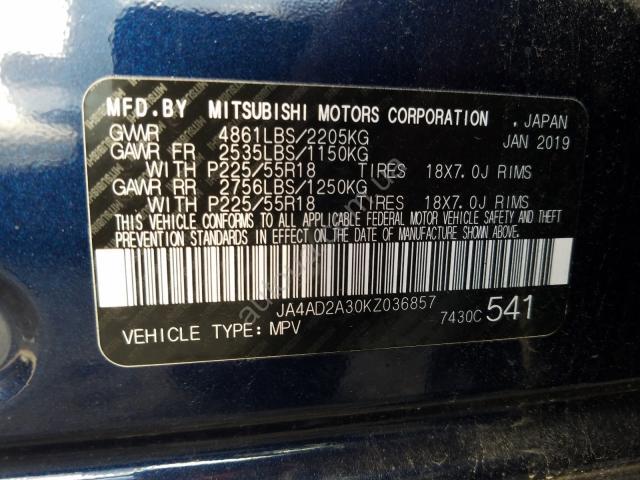 MFD.BY MITSUBISHI MOTORS CORPORATION . JAPAN
GVWR 4861LBS/2205KG JAN 2019
GAWR FR 2535LBS/1150KG
WITH P225/55R18 TIRES 18X7.0J RIMS
GAWR RR 2756LBS/1250KG
WITH P225/55R18 TIRES 18X7.0J RIMS
THIS VEHICLE CONFORMS TO ALL APPLICABLE FEDERAL MOTOR VEHICLE SAFETY AND THEFT
PREVENTION STANDARDS IN EFFECT ON THE DATE OF MANUFACTURE SHOWN ABOVE.
JA4AD2A30KZ036857
7430C 541
VEHICLE TYPE: MPV